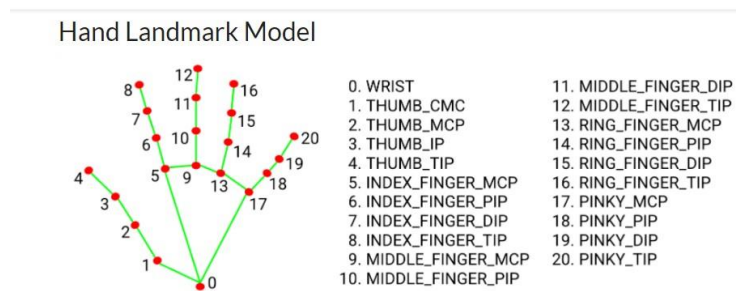 Hand Landmark Model
12
8
16
11
7
15
6
10
14
20
4
5
9
19
3
13
18
17
2
1
0
0. WRIST
1. THUMB_CMC
2. THUMB_MCP
3. THUMB_IP
4. THUMB_TIP
5. INDEX_FINGER_MCP
6. INDEX_FINGER_PIP
7. INDEX_FINGER_DIP
8. INDEX_FINGER_TIP
9. MIDDLE_FINGER_MCP
10. MIDDLE_FINGER_PIP
11. MIDDLE_FINGER_DIP
12. MIDDLE_FINGER_TIP
13. RING_FINGER_MCP
14. RING_FINGER_PIP
15. RING_FINGER_DIP
16. RING_FINGER_TIP
17. PINKY_MCP
18. PINKY_PIP
19. PINKY_DIP
20. PINKY_TIP